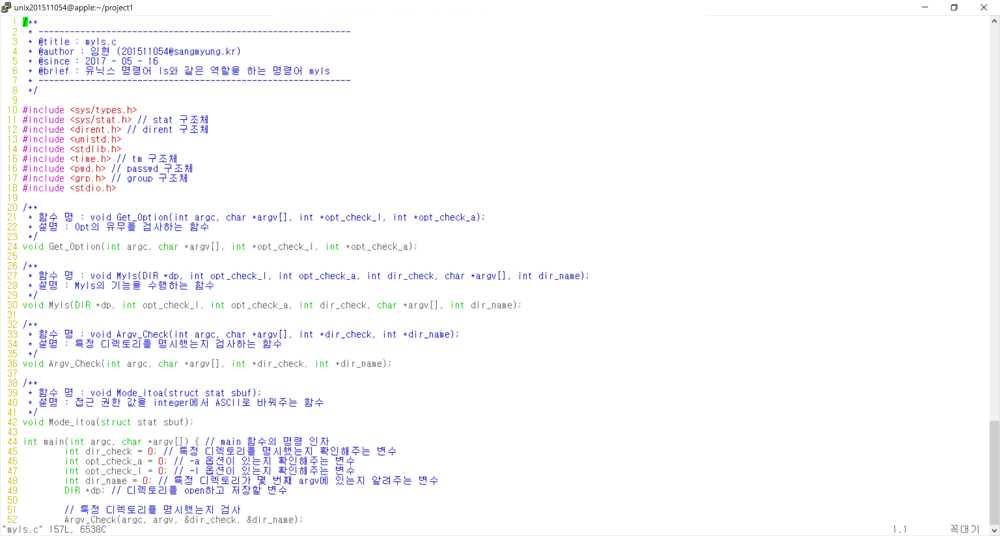 unix201511054@apple:~/project1
1 /**
2  * ------------------------------------------------------------
3  * @title : myls.c
4  * @author : 임현 (201511054@sangmyung.kr)
5  * @since : 2017 - 05 - 16
6  * @brief : 유닉스 명령어 ls와 같은 역할을 하는 명령어 myls
7  * ------------------------------------------------------------
8  */
9
10 #include <sys/types.h>
11 #include <sys/stat.h> // stat 구조체
12 #include <dirent.h> // dirent 구조체
13 #include <unistd.h>
14 #include <stdlib.h>
15 #include <time.h> // tm 구조체
16 #include <pwd.h> // passwd 구조체
17 #include <grp.h> // group 구조체
18 #include <stdio.h>
19
20 /**
21  * 함수 명 : void Get_Option(int argc, char *argv[], int *opt_check_l, int *opt_check_a);
22  * 설명 : Opt의 유무를 검사하는 함수
23  */
24 void Get_Option(int argc, char *argv[], int *opt_check_l, int *opt_check_a);
25
26 /**
27  * 함수 명 : void Myls(DIR *dp, int opt_check_l, int opt_check_a, int dir_check, char *argv[], int dir_name);
28  * 설명 : Myls의 기능을 수행하는 함수
29  */
30 void Myls(DIR *dp, int opt_check_l, int opt_check_a, int dir_check, char *argv[], int dir_name);
31
32 /**
33  * 함수 명 : void Argv_Check(int argc, char *argv[], int *dir_check, int *dir_name);
34  * 설명 : 특정 디렉토리를 명시했는지 검사하는 함수
35  */
36 void Argv_Check(int argc, char *argv[], int *dir_check, int *dir_name);
37
38 /**
39  * 함수 명 : void Mode_itoa(struct stat sbuf);
40  * 설명 : 접근 권한 값을 integer에서 ASCII로 바꿔주는 함수
41  */
42 void Mode_itoa(struct stat sbuf);
43
44 int main(int argc, char *argv[]) { // main 함수의 명령 인자
45         int dir_check = 0; // 특정 디렉토리를 명시했는지 확인해주는 변수
46         int opt_check_a = 0; // -a 옵션이 있는지 확인해주는 변수
47         int opt_check_l = 0; // -l 옵션이 있는지 확인해주는 변수
48         int dir_name = 0; // 특정 디렉토리가 몇 번째 argv에 있는지 알려주는 변수
49         DIR *dp; // 디렉토리를 open하고 저장할 변수
50
51         // 특정 디렉토리를 명시했는지 검사
52         Argv_Check(argc, argv, &dir_check, &dir_name);
"myls.c" 157L, 6538C 1,1 꼭대기